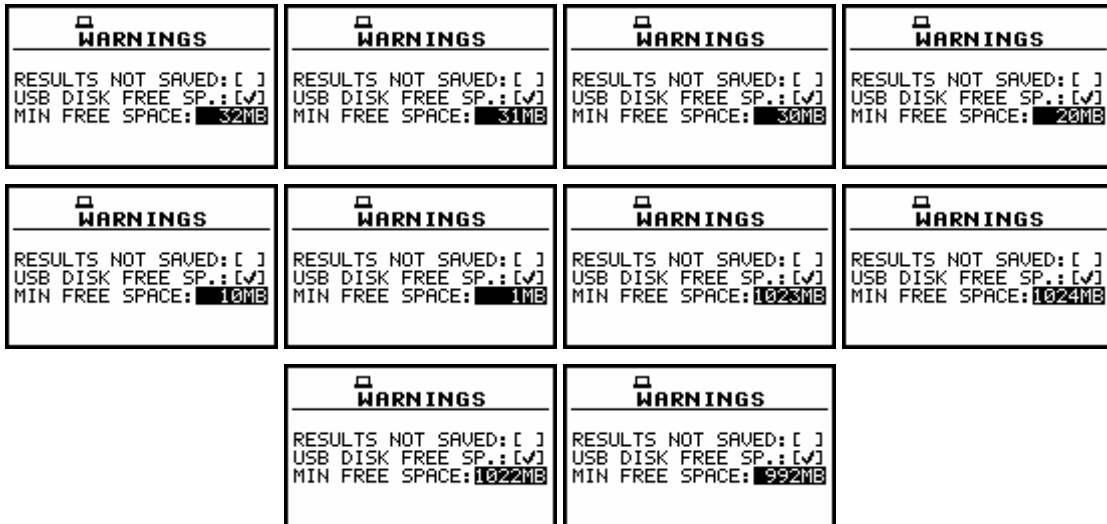 WARNINGS
RESULTS NOT SAVED:[ ]
USB DISK FREE SP.:[✓]
MIN FREE SPACE: 32MB
WARNINGS
RESULTS NOT SAVED:[ ]
USB DISK FREE SP.:[✓]
MIN FREE SPACE: 31MB
WARNINGS
RESULTS NOT SAVED:[ ]
USB DISK FREE SP.:[✓]
MIN FREE SPACE: 30MB
WARNINGS
RESULTS NOT SAVED:[ ]
USB DISK FREE SP.:[✓]
MIN FREE SPACE: 20MB
WARNINGS
RESULTS NOT SAVED:[ ]
USB DISK FREE SP.:[✓]
MIN FREE SPACE: 10MB
WARNINGS
RESULTS NOT SAVED:[ ]
USB DISK FREE SP.:[✓]
MIN FREE SPACE: 1MB
WARNINGS
RESULTS NOT SAVED:[ ]
USB DISK FREE SP.:[✓]
MIN FREE SPACE:1023MB
WARNINGS
RESULTS NOT SAVED:[ ]
USB DISK FREE SP.:[✓]
MIN FREE SPACE:1024MB
WARNINGS
RESULTS NOT SAVED:[ ]
USB DISK FREE SP.:[✓]
MIN FREE SPACE:1022MB
WARNINGS
RESULTS NOT SAVED:[ ]
USB DISK FREE SP.:[✓]
MIN FREE SPACE: 992MB